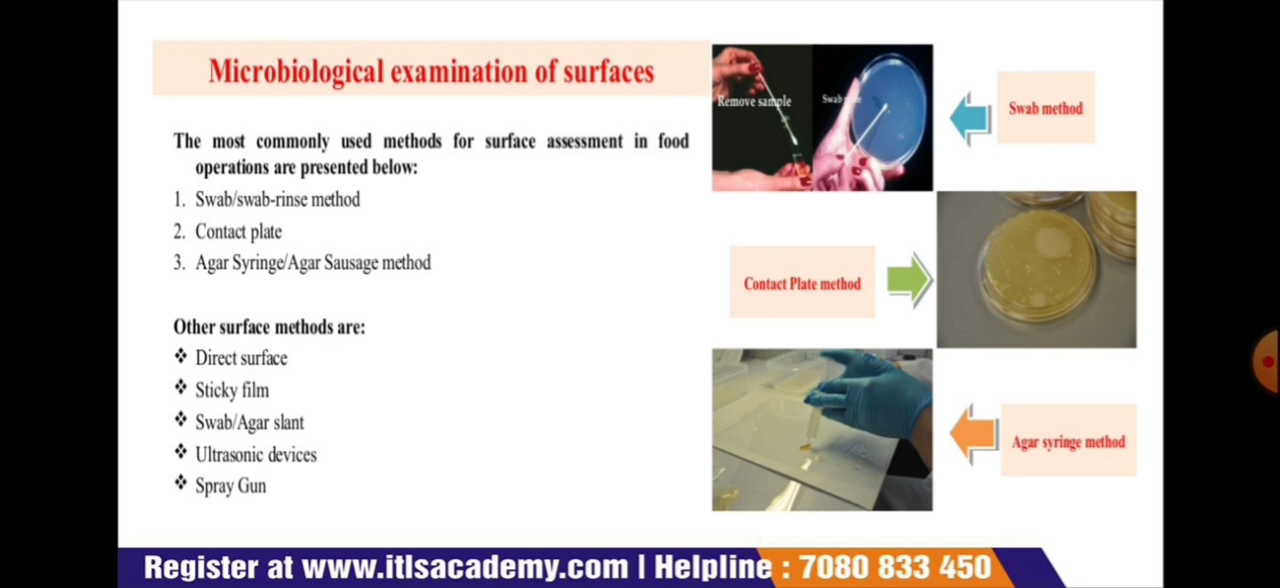 Microbiological examination of surfaces
The most commonly used methods for surface assessment in food
operations are presented below:
1. Swab/swab-rinse method
2. Contact plate
3. Agar Syringe/Agar Sausage method
Other surface methods are:
❖ Direct surface
❖ Sticky film
❖ Swab/Agar slant
❖ Ultrasonic devices
❖ Spray Gun
Remove sample
Swab
Swab method
Contact Plate method
Agar syringe method
Register at www.itlsacademy.com | Helpline : 7080 833 450